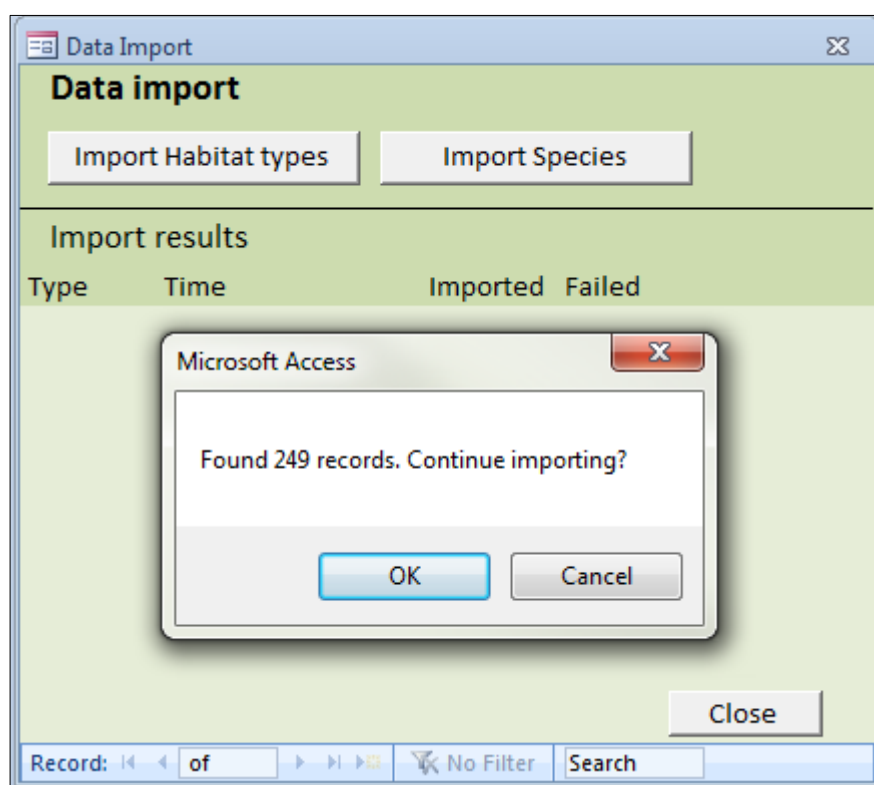 Data Import
Data import
Import Habitat types Import Species
Import results
Type Time Imported Failed
Microsoft Access
Found 249 records. Continue importing?
OK Cancel
Close
Record: of No Filter Search